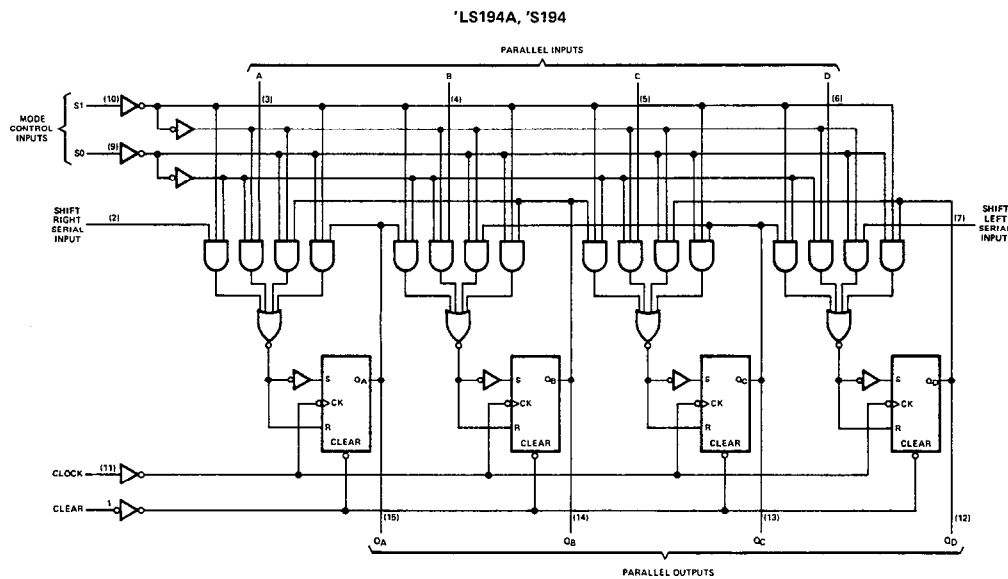 'LS194A, 'S194
PARALLEL INPUTS
A B C D
(3) (4) (5) (6)
MODE
CONTROL
INPUTS
S1 (10)
S0 (9)
SHIFT
RIGHT
SERIAL
INPUT
(2)
(7)
SHIFT
LEFT
SERIAL
INPUT
S QA
CK
R
CLEAR
S QB
CK
R
CLEAR
S QC
CK
R
CLEAR
S QD
CK
R
CLEAR
CLOCK (11)
CLEAR 1
(15) (14) (13) (12)
QA QB QC QD
PARALLEL OUTPUTS